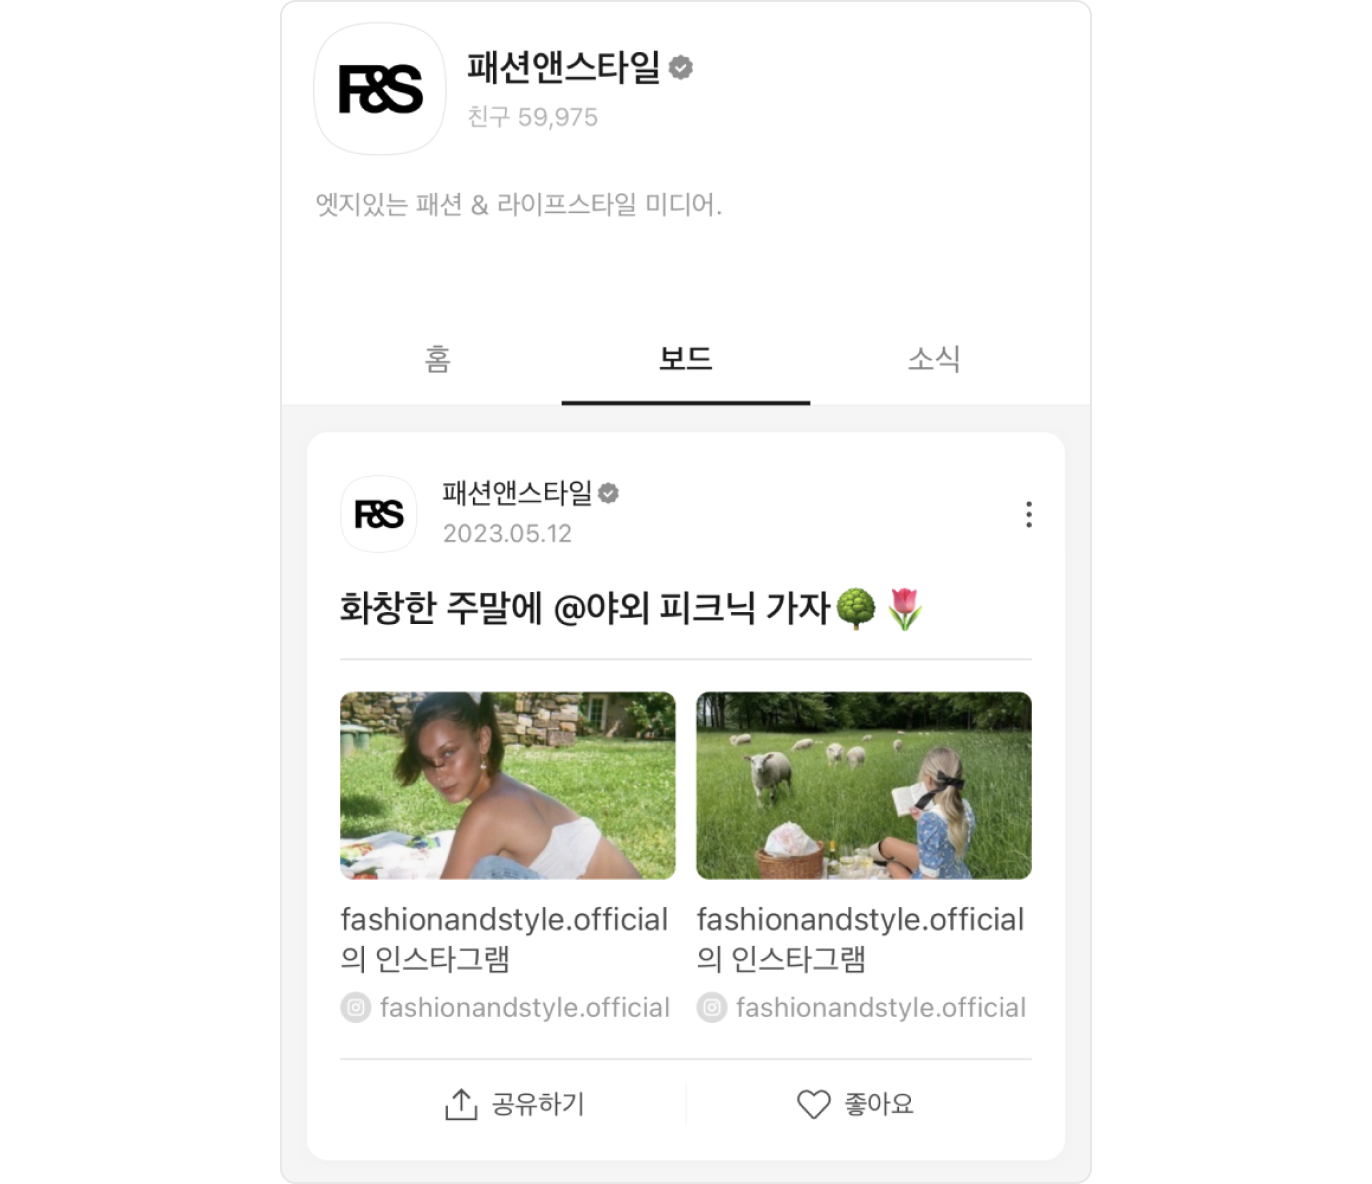 F&S
패션앤스타일
친구 59,975
엣지있는 패션 & 라이프스타일 미디어.
홈
보드
소식
F&S
패션앤스타일
2023.05.12
화창한 주말에 @야외 피크닉 가자🌳🌷
fashionandstyle.official
의 인스타그램
fashionandstyle.official
fashionandstyle.official
의 인스타그램
fashionandstyle.official
공유하기
좋아요